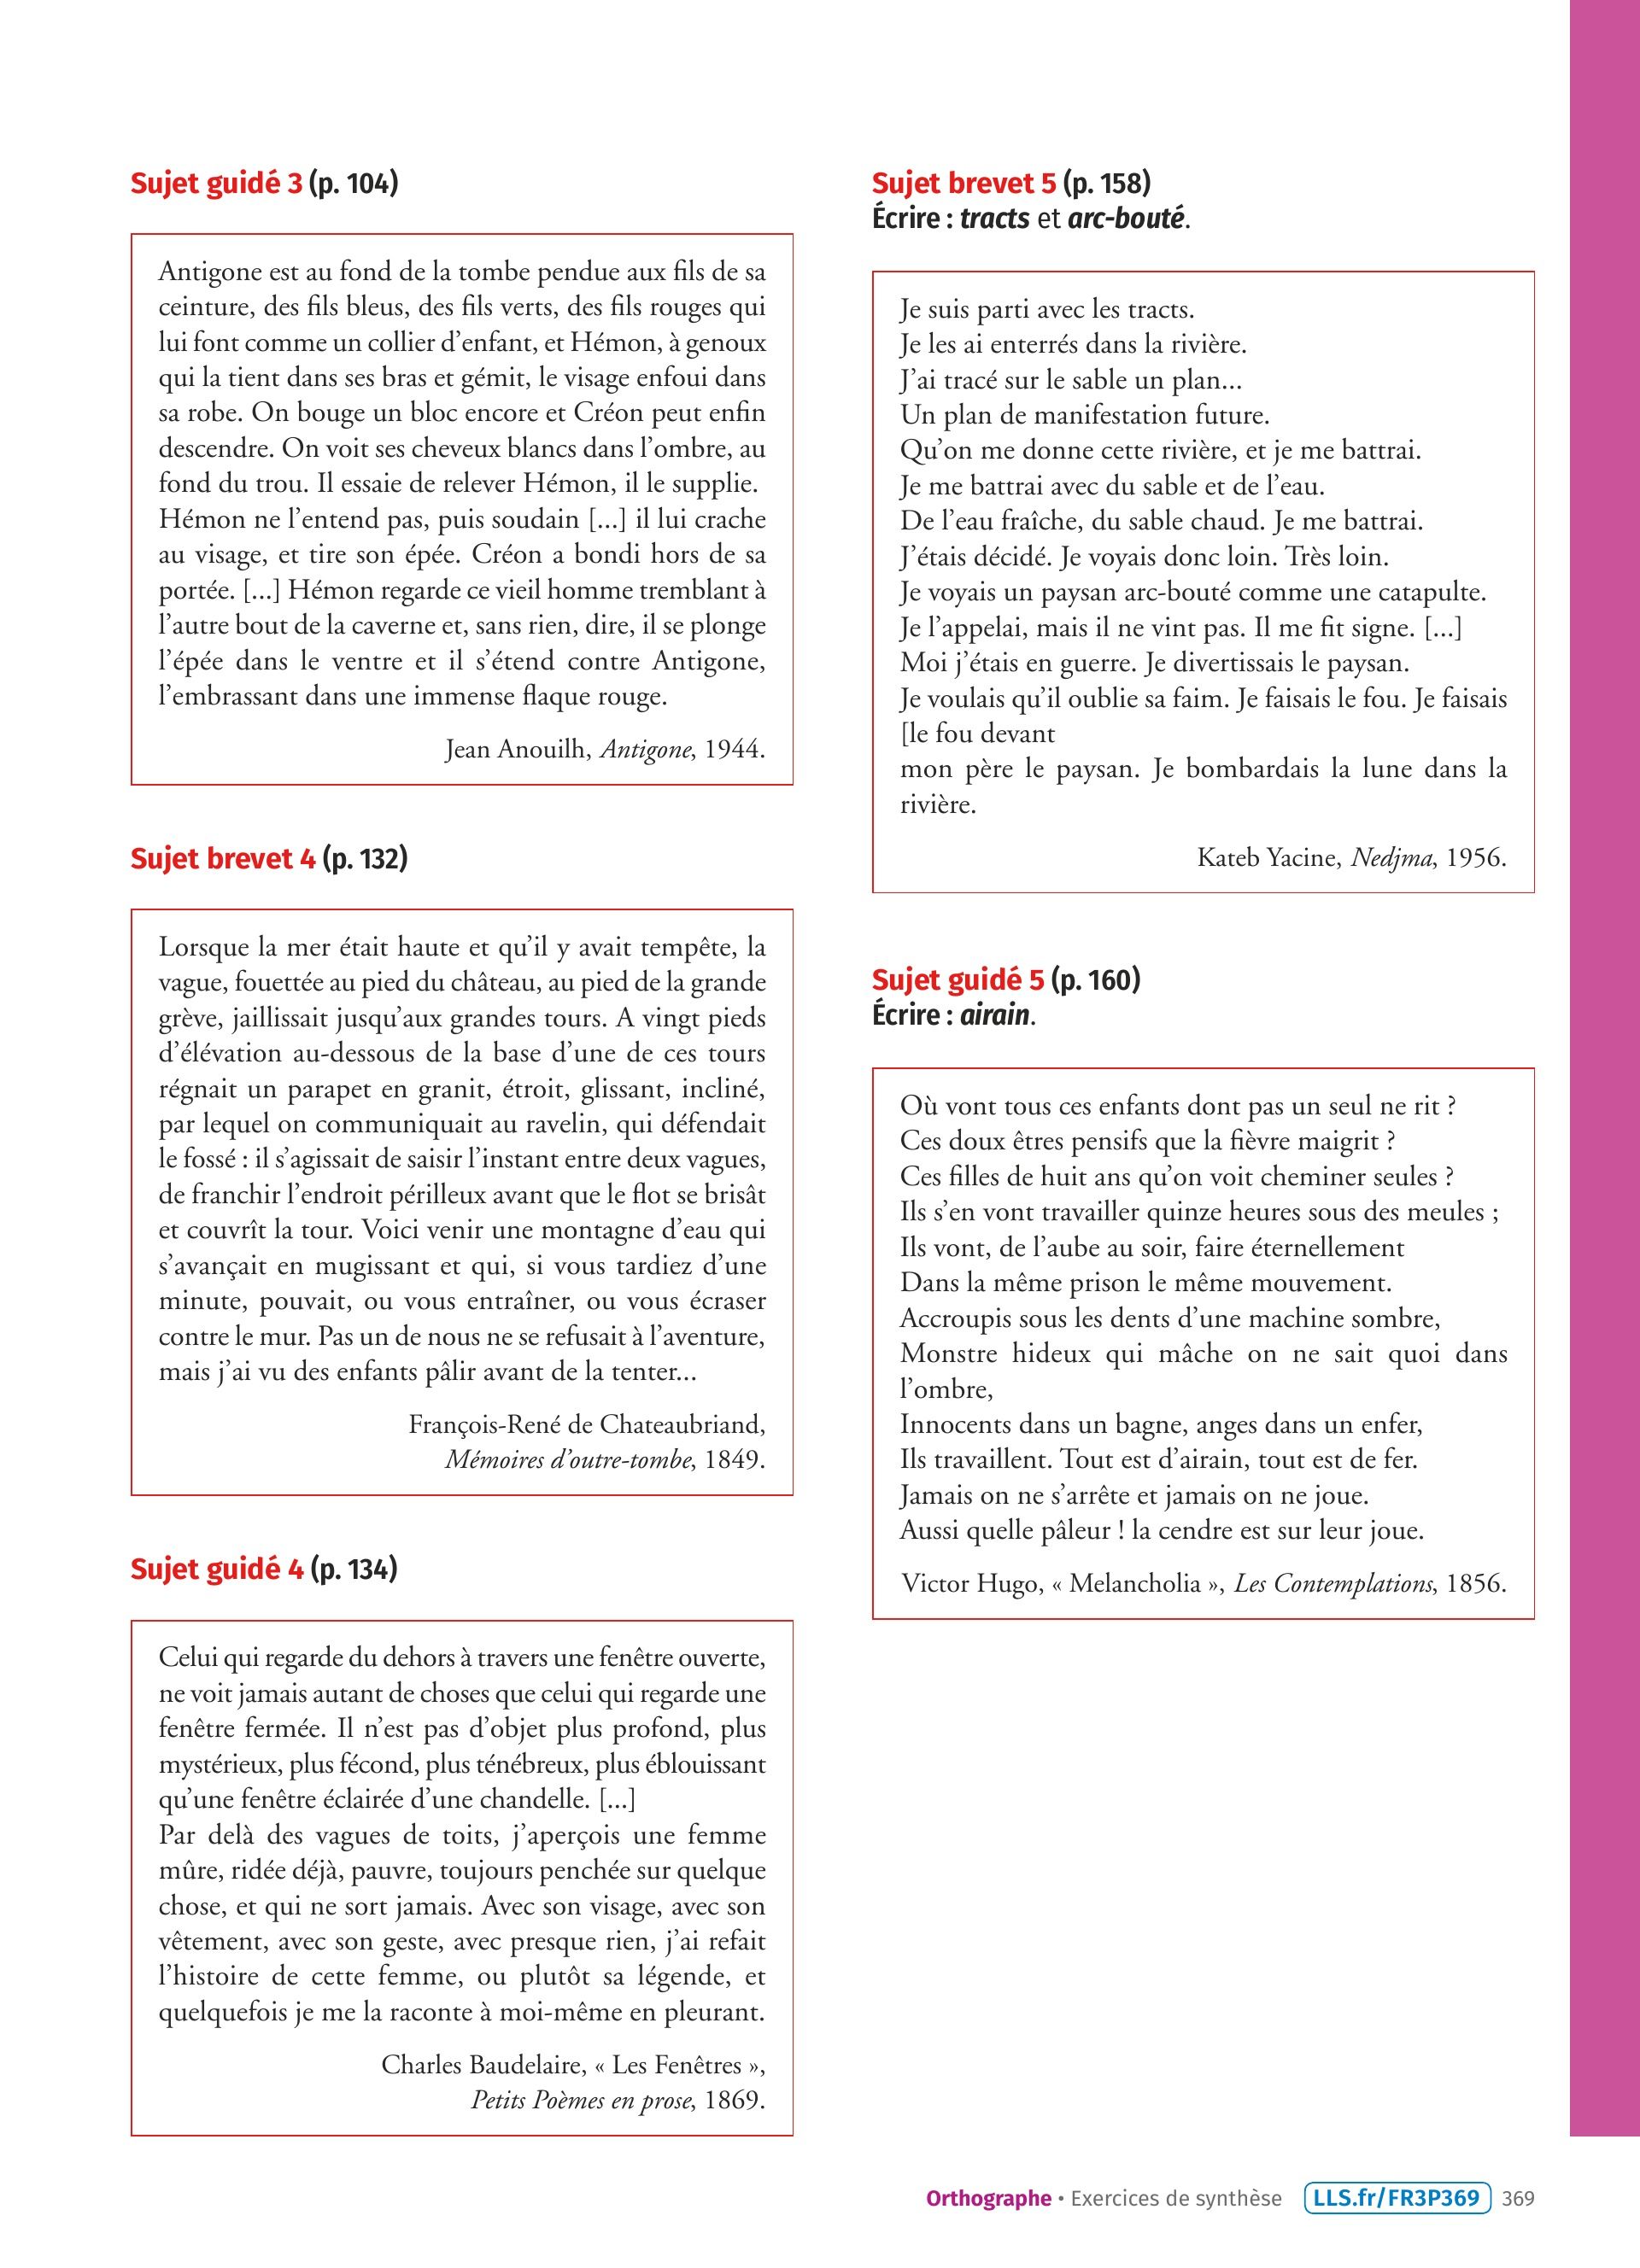 Sujet guidé 3 (p. 104)
Antigone est au fond de la tombe pendue aux fils de sa
ceinture, des fils bleus, des fils verts, des fils rouges qui
lui font comme un collier d'enfant, et Hémon, à genoux
qui la tient dans ses bras et gémit, le visage enfoui dans
sa robe. On bouge un bloc encore et Créon peut enfin
descendre. On voit ses cheveux blancs dans l'ombre, au
fond du trou. Il essaie de relever Hémon, il le supplie.
Hémon ne l'entend pas, puis soudain [...] il lui crache
au visage, et tire son épée. Créon a bondi hors de sa
portée. [...] Hémon regarde ce vieil homme tremblant à
l'autre bout de la caverne et, sans rien, dire, il se plonge
l'épée dans le ventre et il s'étend contre Antigone,
l'embrassant dans une immense flaque rouge.
Jean Anouilh, Antigone, 1944.
Sujet brevet 4 (p. 132)
Lorsque la mer était haute et qu'il y avait tempête, la
vague, fouettée au pied du château, au pied de la grande
grève, jaillissait jusqu'aux grandes tours. A vingt pieds
d'élévation au-dessous de la base d'une de ces tours
régnait un parapet en granit, étroit, glissant, incliné,
par lequel on communiquait au ravelin, qui défendait
le fossé : il s'agissait de saisir l'instant entre deux vagues,
de franchir l'endroit périlleux avant que le flot se brisât
et couvrît la tour. Voici venir une montagne d'eau qui
s'avançait en mugissant et qui, si vous tardiez d'une
minute, pouvait, ou vous entraîner, ou vous écraser
contre le mur. Pas un de nous ne se refusait à l'aventure,
mais j'ai vu des enfants pâlir avant de la tenter...
François-René de Chateaubriand,
Mémoires d'outre-tombe, 1849.
Sujet guidé 4 (p. 134)
Celui qui regarde du dehors à travers une fenêtre ouverte,
ne voit jamais autant de choses que celui qui regarde une
fenêtre fermée. Il n'est pas d'objet plus profond, plus
mystérieux, plus fécond, plus ténébreux, plus éblouissant
qu'une fenêtre éclairée d'une chandelle. [...]
Par delà des vagues de toits, j'aperçois une femme
mûre, ridée déjà, pauvre, toujours penchée sur quelque
chose, et qui ne sort jamais. Avec son visage, avec son
vêtement, avec son geste, avec presque rien, j'ai refait
l'histoire de cette femme, ou plutôt sa légende, et
quelquefois je me la raconte à moi-même en pleurant.
Charles Baudelaire, « Les Fenêtres »,
Petits Poèmes en prose, 1869.
Sujet brevet 5 (p. 158)
Écrire : tracts et arc-bouté.
Je suis parti avec les tracts.
Je les ai enterrés dans la rivière.
J'ai tracé sur le sable un plan...
Un plan de manifestation future.
Qu'on me donne cette rivière, et je me battrai.
Je me battrai avec du sable et de l'eau.
De l'eau fraîche, du sable chaud. Je me battrai.
J'étais décidé. Je voyais donc loin. Très loin.
Je voyais un paysan arc-bouté comme une catapulte.
Je l'appelai, mais il ne vint pas. Il me fit signe. [...]
Moi j'étais en guerre. Je divertissais le paysan.
Je voulais qu'il oublie sa faim. Je faisais le fou. Je faisais
[le fou devant
mon père le paysan. Je bombardais la lune dans la
rivière.
Kateb Yacine, Nedjma, 1956.
Sujet guidé 5 (p. 160)
Écrire : airain.
Où vont tous ces enfants dont pas un seul ne rit ?
Ces doux êtres pensifs que la fièvre maigrit ?
Ces filles de huit ans qu'on voit cheminer seules ?
Ils s'en vont travailler quinze heures sous des meules ;
Ils vont, de l'aube au soir, faire éternellement
Dans la même prison le même mouvement.
Accroupis sous les dents d'une machine sombre,
Monstre hideux qui mâche on ne sait quoi dans
l'ombre,
Innocents dans un bagne, anges dans un enfer,
Ils travaillent. Tout est d'airain, tout est de fer.
Jamais on ne s'arrête et jamais on ne joue.
Aussi quelle pâleur ! la cendre est sur leur joue.
Victor Hugo, « Melancholia », Les Contemplations, 1856.
Orthographe • Exercices de synthèse LLS.fr/FR3P369 369